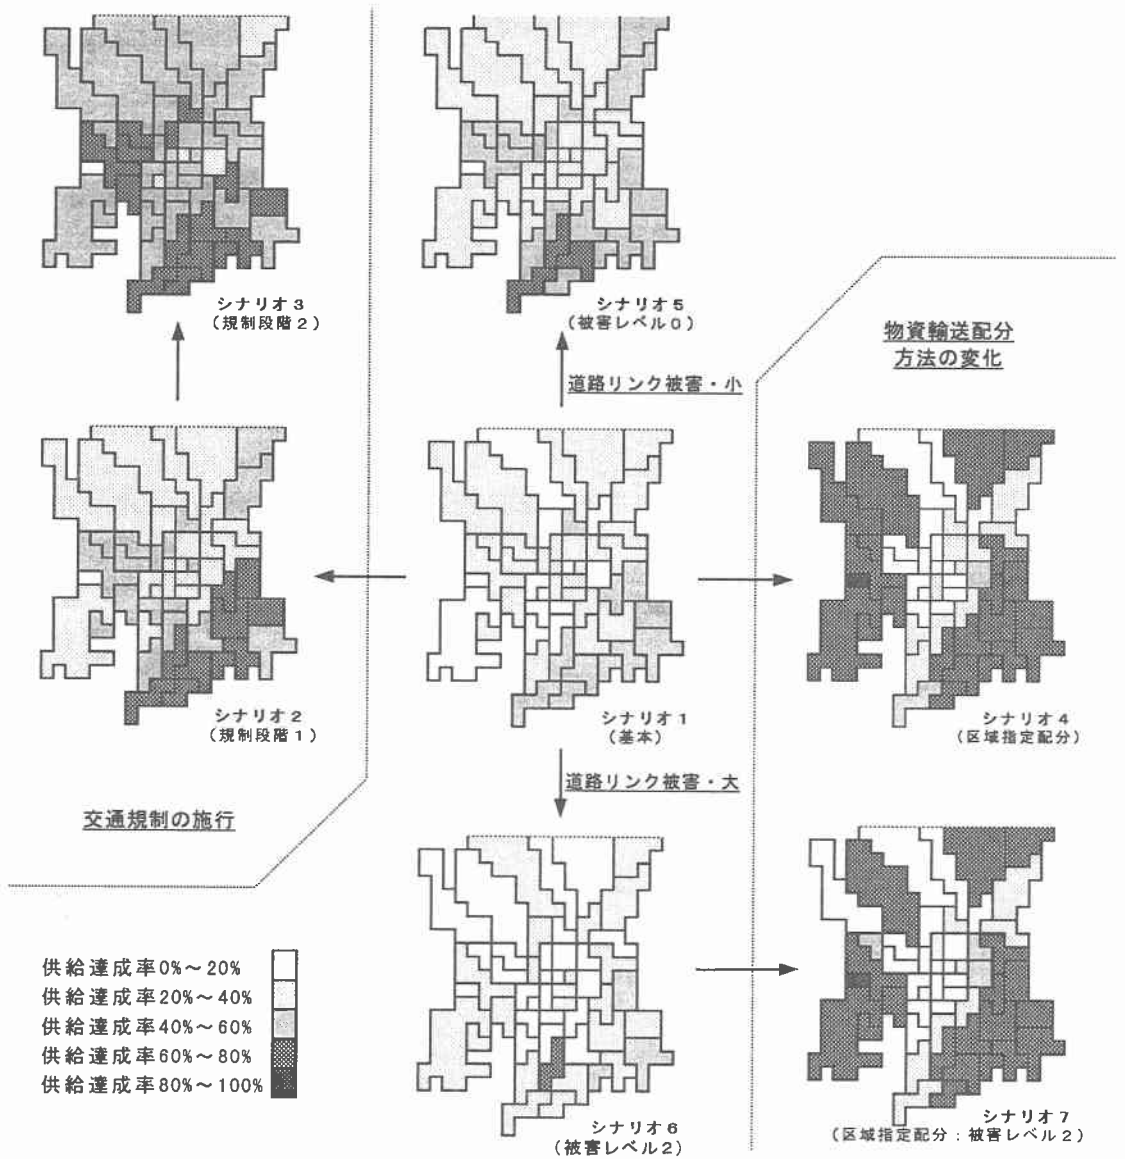 シナリオ3
(規制段階2)
シナリオ5
(被害レベル0)
物資輸送配分
方法の変化
道路リンク被害・小
シナリオ2
(規制段階1)
シナリオ1
(基本)
シナリオ4
(区域指定配分)
道路リンク被害・大
交通規制の施行
供給達成率0%~20%
供給達成率20%~40%
供給達成率40%~60%
供給達成率60%~80%
供給達成率80%~100%
シナリオ6
(被害レベル2)
シナリオ7
(区域指定配分:被害レベル2)